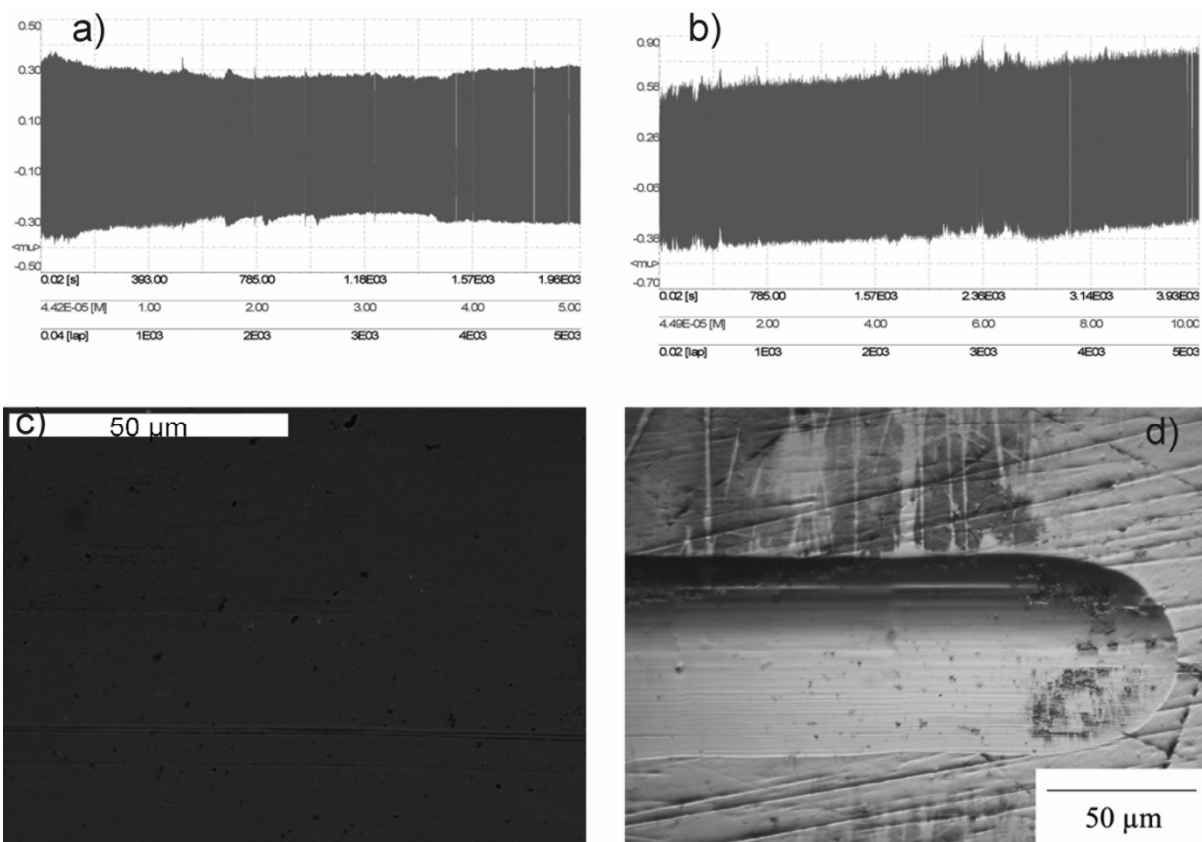 a)
0.50
0.30
0.10
-0.10
-0.30
<mu>
-0.50
0.02 [s] 393.00 785.00 1.18E03 1.57E03 1.96E03
4.42E-05 [M] 1.00 2.00 3.00 4.00 5.00
0.04 [lap] 1E03 2E03 3E03 4E03 5E03
b)
0.90
0.58
0.26
-0.06
-0.38
<mu>
-0.70
0.02 [s] 785.00 1.57E03 2.36E03 3.14E03 3.93E03
4.49E-05 [M] 2.00 4.00 6.00 8.00 10.00
0.02 [lap] 1E03 2E03 3E03 4E03 5E03
c)
50 µm
d)
50 µm